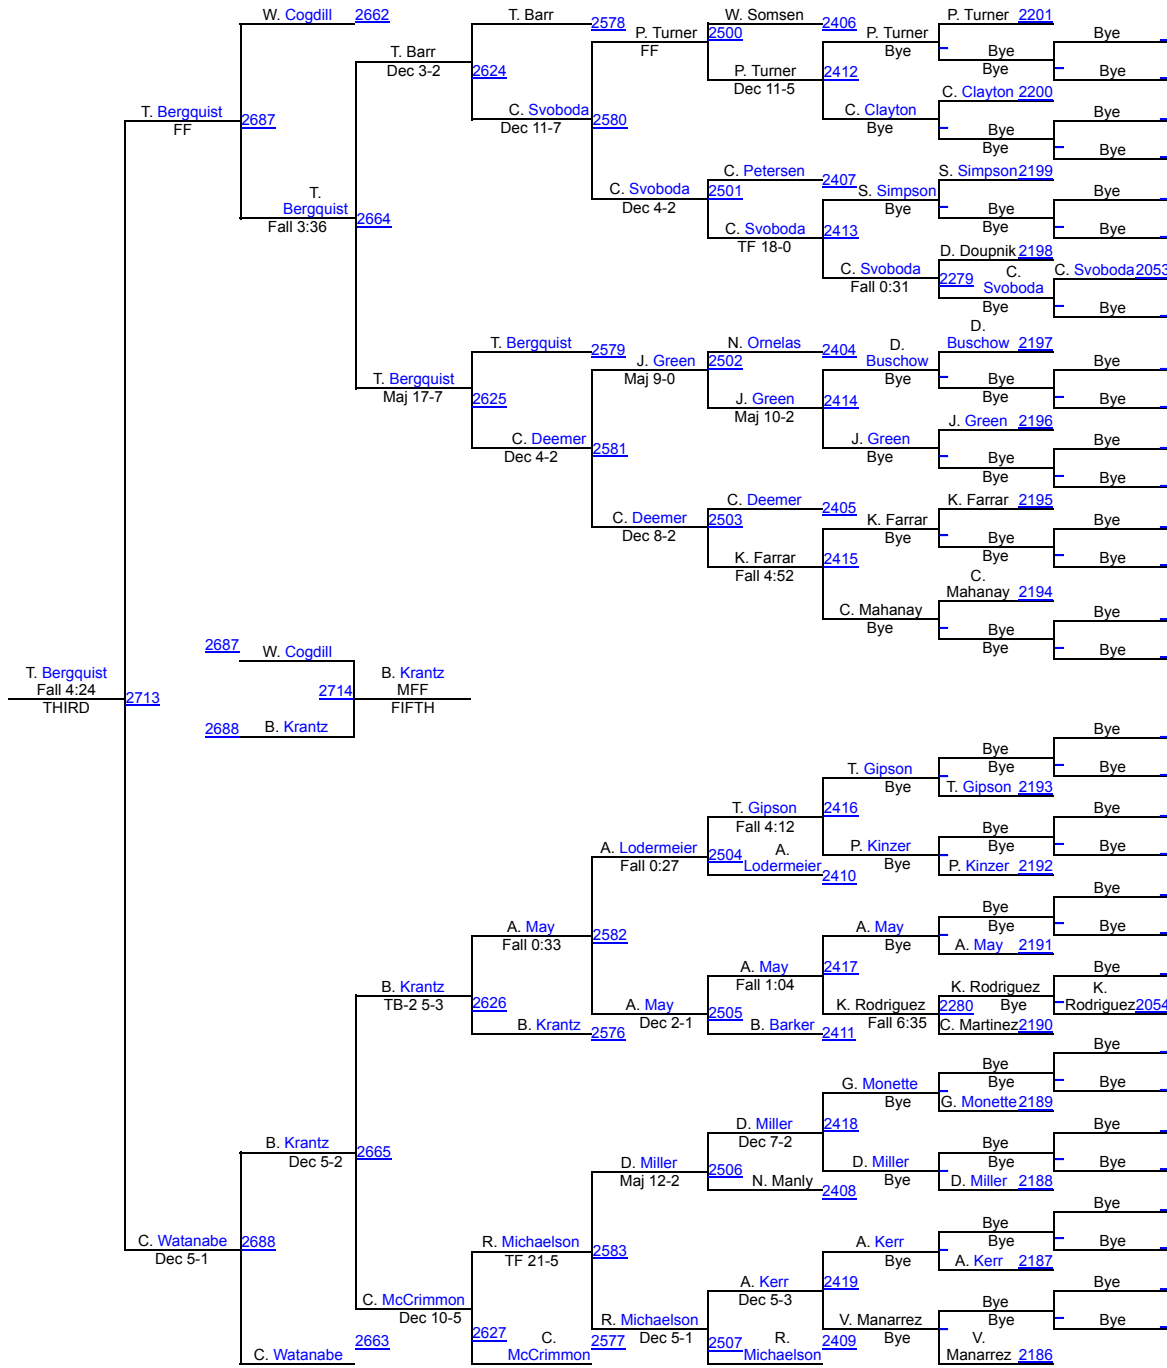 W. Cogdill 2662 T. Barr 2578 W. Somsen 2406 P. Turner 2201
P. Turner 2500 P. Turner Bye Bye
FF Bye Bye
T. Barr Bye Bye
Dec 3-2 2624 P. Turner 2412
Dec 11-5
C. Clayton 2200
T. Bergquist 2687 C. Svoboda 2580 C. Clayton Bye
FF Dec 11-7 Bye Bye
Bye Bye
C. Petersen 2407 S. Simpson 2199
C. Svoboda 2501 S. Simpson Bye
T. Dec 4-2 Bye Bye
Bergquist 2664 Bye Bye
Fall 3:36 C. Svoboda 2413
TF 18-0 D. Doupnik 2198
C. Svoboda 2279 C. C. Svoboda 2053
Fall 0:31 Svoboda
Bye Bye
D.
T. Bergquist 2579 N. Ornelas 2404 D. Buschow 2197
J. Green 2502 Buschow Bye
T. Bergquist Maj 9-0 Bye Bye
Maj 17-7 2625 J. Green 2414 Bye Bye
Maj 10-2 J. Green 2196
C. Deemer 2581 J. Green Bye
Dec 4-2 Bye Bye
Bye Bye
C. Deemer 2405 K. Farrar 2195
C. Deemer 2503 K. Farrar Bye
Dec 8-2 Bye Bye
K. Farrar 2415 Bye Bye
Fall 4:52 C.
Mahanay 2194
C. Mahanay Bye
Bye Bye
2687 W. Cogdill Bye Bye
T. Bergquist B. Krantz
Fall 4:24 2713 2714 MFF
THIRD FIFTH
2688 B. Krantz Bye
Bye
T. Gipson Bye Bye
Bye T. Gipson 2193
T. Gipson 2416 Bye
Fall 4:12 Bye
A. Lodermeier 2504 A. P. Kinzer Bye Bye
Fall 0:27 Lodermeier 2410 Bye P. Kinzer 2192
Bye
A. May 2582 A. May Bye
Fall 0:33 Bye Bye Bye
A. May 2191
A. May 2417 Bye
B. Krantz Fall 1:04 K. Rodriguez K.
TB-2 5-3 2626 A. May 2505 K. Rodriguez 2280 Bye Rodriguez 2054
B. Krantz 2576 Dec 2-1 B. Barker 2411 Fall 6:35 C. Martinez 2190
Bye
G. Monette Bye
Bye Bye Bye
G. Monette 2189
D. Miller 2418 Bye
B. Krantz 2665 Dec 7-2 Bye
Dec 5-2 D. Miller 2506 D. Miller Bye Bye
Maj 12-2 N. Manly 2408 Bye D. Miller 2188
Bye
C. Watanabe 2688 R. Michaelson 2583 A. Kerr Bye
Dec 5-1 TF 21-5 Bye Bye Bye
A. Kerr 2187
A. Kerr 2419 Bye
C. McCrimmon Dec 5-3 Bye
Dec 10-5 R. Michaelson V. Manarrez Bye Bye
2627 C. 2577 Dec 5-1 2507 R. 2409 Bye V.
C. Watanabe 2663 McCrimmon Michaelson Manarrez 2186